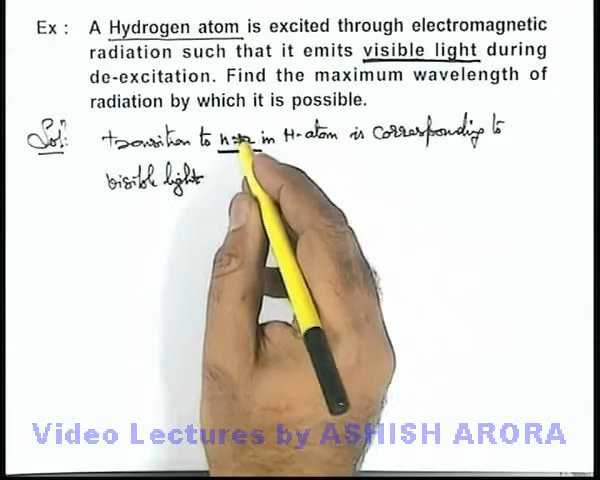 Ex : A Hydrogen atom is excited through electromagnetic
radiation such that it emits visible light during
de-excitation. Find the maximum wavelength of
radiation by which it is possible.
Solⁿ: transition to in H-atom is corresponding to
visible light
Video Lectures by ASHISH ARORA